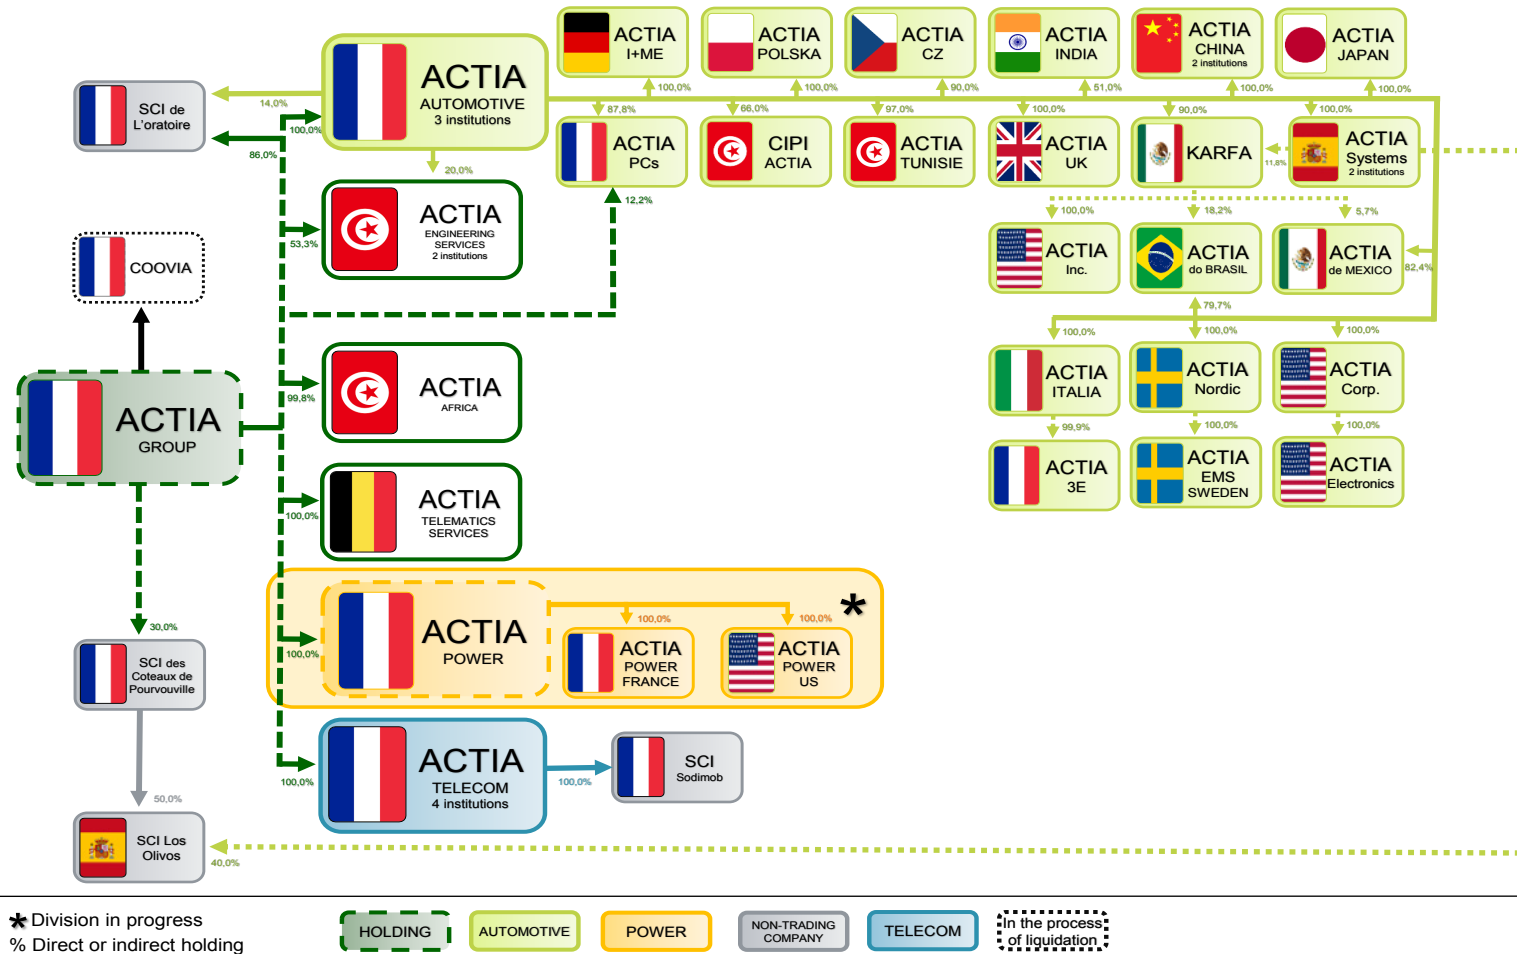 ACTIA
I+ME
ACTIA
POLSKA
ACTIA
CZ
ACTIA
INDIA
ACTIA
CHINA
2 institutions
ACTIA
JAPAN
100,0%
100,0%
90,0%
51,0%
100,0%
100,0%
ACTIA
AUTOMOTIVE
3 institutions
SCI de
L'oratoire
14,0%
100,0%
86,0%
87,8%
66,0%
97,0%
100,0%
90,0%
100,0%
ACTIA
PCs
CIPI
ACTIA
ACTIA
TUNISIE
ACTIA
UK
KARFA
11,8%
ACTIA
Systems
2 institutions
20,0%
12,2%
ACTIA
ENGINEERING
SERVICES
2 institutions
53,3%
100,0%
18,2%
5,7%
ACTIA
Inc.
ACTIA
do BRASIL
ACTIA
de MEXICO
82,4%
COOVIA
79,7%
100,0%
100,0%
100,0%
ACTIA
AFRICA
99,8%
ACTIA
ITALIA
ACTIA
Nordic
ACTIA
Corp.
ACTIA
GROUP
99,9%
100,0%
100,0%
ACTIA
3E
ACTIA
EMS
SWEDEN
ACTIA
Electronics
ACTIA
TELEMATICS
SERVICES
100,0%
ACTIA
POWER
100,0%
100,0%
100,0%
*
ACTIA
POWER
FRANCE
ACTIA
POWER
US
30,0%
SCI des
Coteaux de
Pourvouville
ACTIA
TELECOM
4 institutions
100,0%
100,0%
SCI
Sodimob
50,0%
SCI Los
Olivos
40,0%
* Division in progress
% Direct or indirect holding
HOLDING
AUTOMOTIVE
POWER
NON-TRADING
COMPANY
TELECOM
In the process
of liquidation